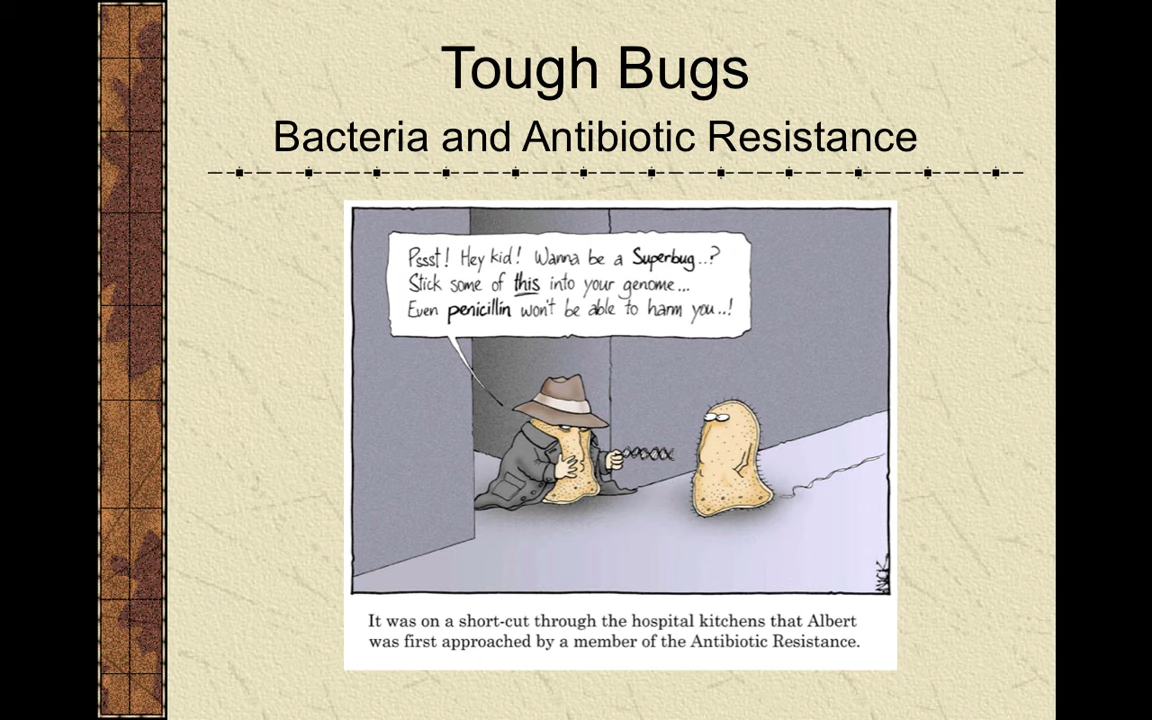 Tough Bugs
Bacteria and Antibiotic Resistance
Pssst! Hey kid! Wanna be a Superbug..?
Stick some of this into your genome...
Even penicillin won't be able to harm you..!
NICK
It was on a short-cut through the hospital kitchens that Albert
was first approached by a member of the Antibiotic Resistance.